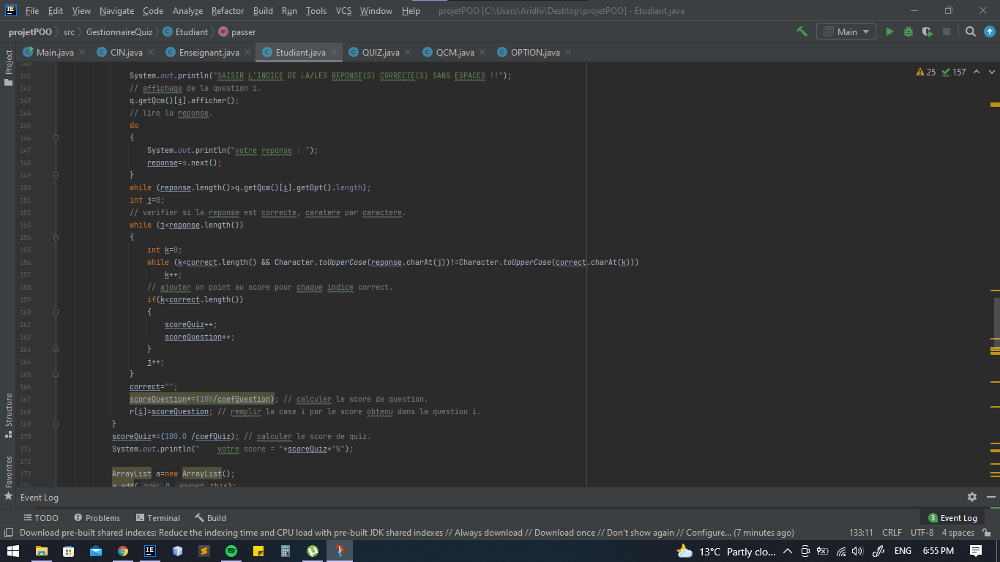 File Edit View Navigate Code Analyze Refactor Build Run Tools VCS Window Help projetPOO [C:\Users\Aridhi\Desktop\projetPOO] - Etudiant.java
projetPOO src GestionnaireQuiz Etudiant passer Main
Main.java CIN.java Enseignant.java Etudiant.java QUIZ.java QCM.java OPTION.java
Project
25 157
140
141 System.out.println("SAISIR L'INDICE DE LA/LES REPONSE(S) CORRECTE(S) SANS ESPACES !!");
142 // affichage de la question i.
143 q.getQcm()[i].afficher();
144 // lire la reponse.
145 do
146 {
147 System.out.println("votre reponse : ");
148 reponse=s.next();
149 }
150 while (reponse.length()>q.getQcm()[i].getOpt().length);
151 int j=0;
152 // verifier si la reponse est correcte, caratere par caractere.
153 while (j<reponse.length())
154 {
155 int k=0;
156 while (k<correct.length() && Character.toUpperCase(reponse.charAt(j))!=Character.toUpperCase(correct.charAt(k)))
157 k++;
158 // ajouter un point au score pour chaque indice correct.
159 if(k<correct.length())
160 {
161 scoreQuiz++;
162 scoreQuestion++;
163 }
164 j++;
165 }
166 correct="";
167 scoreQuestion*=(100/coefQuestion); // calculer le score de question.
168 r[i]=scoreQuestion; // remplir la case i par le score obtenu dans la question i.
169 }
170 scoreQuiz*=(100.0 /coefQuiz); // calculer le score de quiz.
171 System.out.println("    votre score = "+scoreQuiz+"%");
172
173 ArrayList a=new ArrayList();
174 a.add( index: 0, element: this);
Structure
Favorites
Event Log
TODO Problems Terminal Build 3 Event Log
Download pre-built shared indexes: Reduce the indexing time and CPU load with pre-built JDK shared indexes // Always download // Download once // Don't show again // Configure... (7 minutes ago) 133:11 CRLF UTF-8 4 spaces
13°C Partly clo... ENG 6:55 PM